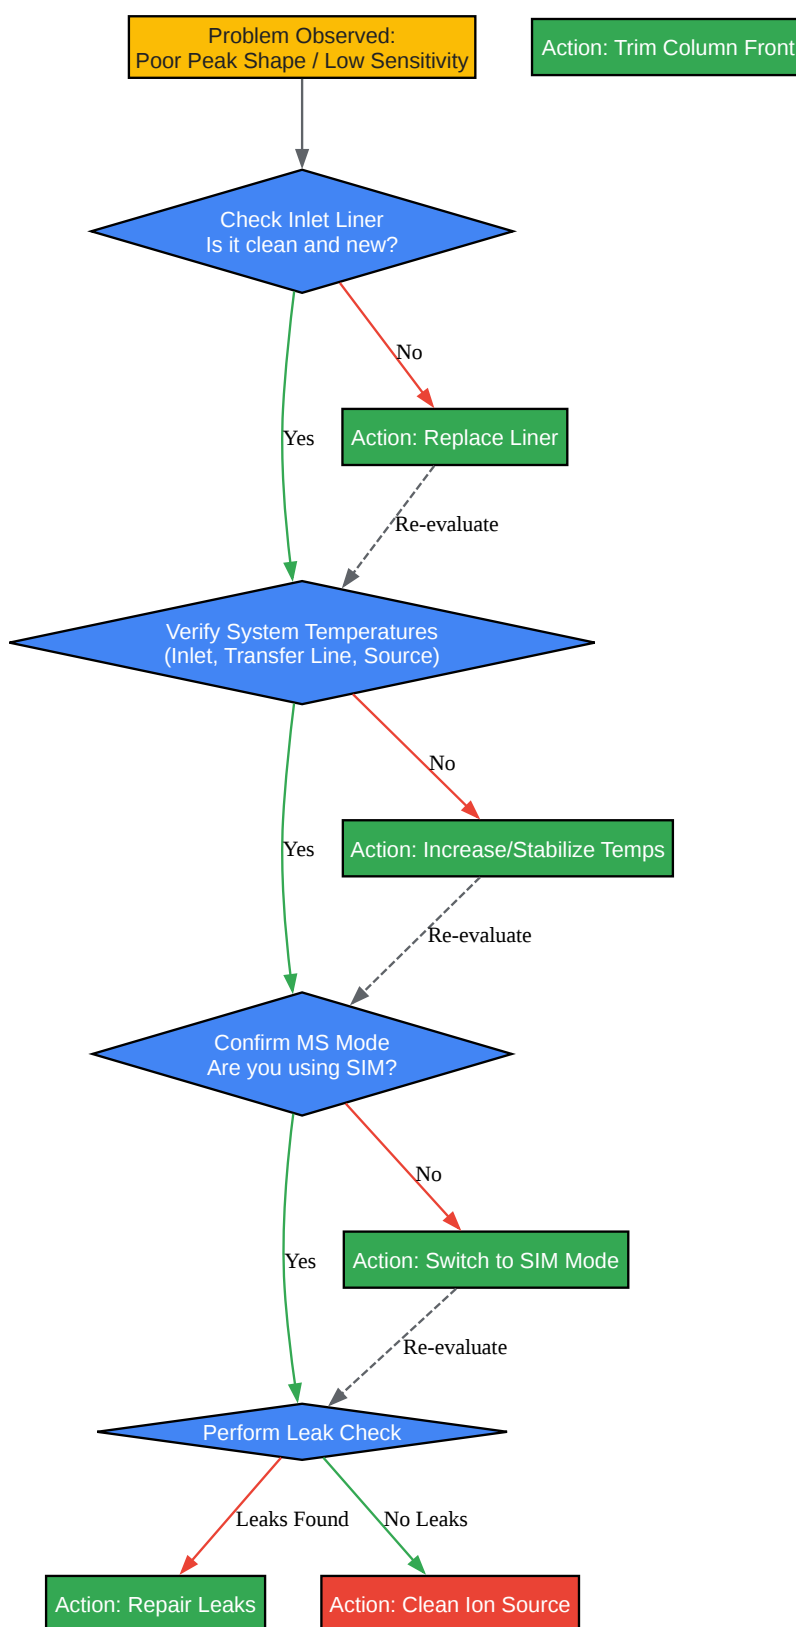 Problem Observed:
Poor Peak Shape / Low Sensitivity
Action: Trim Column Front
Check Inlet Liner
Is it clean and new?
No
Action: Replace Liner
Yes
Re-evaluate
Verify System Temperatures
(Inlet, Transfer Line, Source)
No
Action: Increase/Stabilize Temps
Yes
Re-evaluate
Confirm MS Mode
Are you using SIM?
No
Action: Switch to SIM Mode
Yes
Re-evaluate
Perform Leak Check
Leaks Found
No Leaks
Action: Repair Leaks
Action: Clean Ion Source